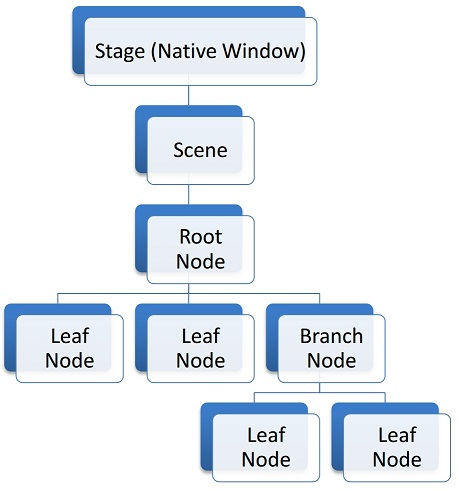 Stage (Native Window)
Scene
Root
Node
Leaf
Node
Leaf
Node
Branch
Node
Leaf
Node
Leaf
Node